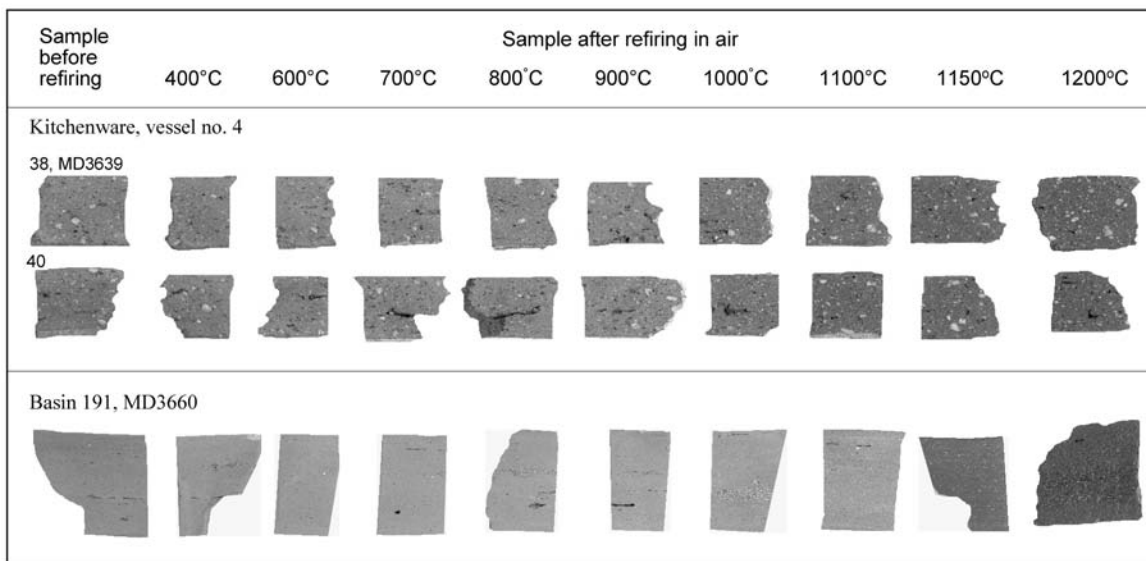 Sample before refiring
Sample after refiring in air
400°C 600°C 700°C 800°C 900°C 1000°C 1100°C 1150°C 1200°C
Kitchenware, vessel no. 4
38, MD3639
40
Basin 191, MD3660